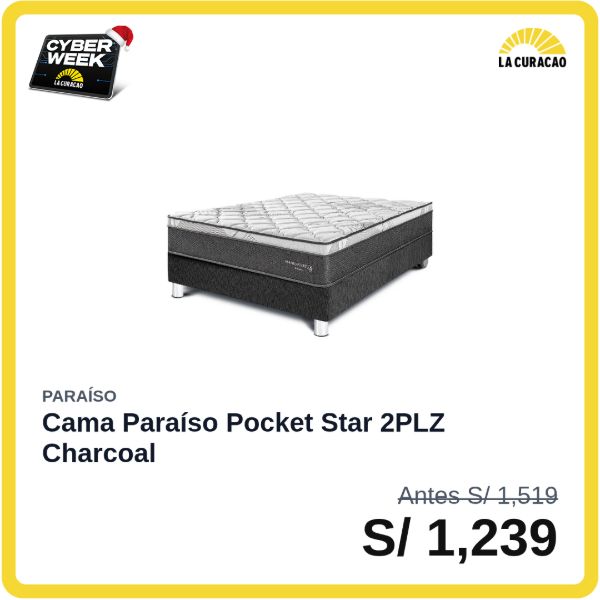 CYBER
WEEK
LA CURACAO
LA CURACAO
PARAÍSO
Cama Paraíso Pocket Star 2PLZ
Charcoal
Antes S/ 1,519
S/ 1,239